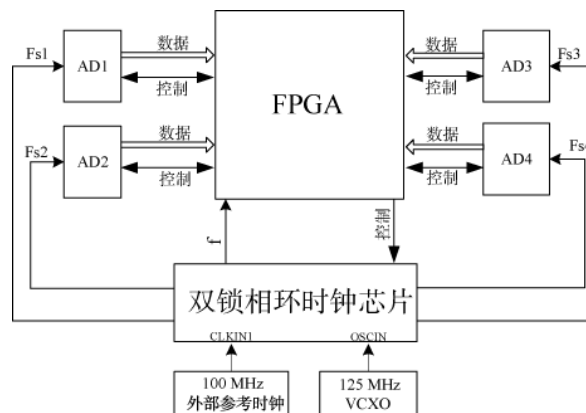 Fs1
数据
数据
Fs3
AD1
AD3
控制
FPGA
控制
Fs2
数据
数据
AD2
AD4
控制
控制
f
控制
双锁相环时钟芯片
CLKIN1
OSCIN
100 MHz
外部参考时钟
125 MHz
VCXO